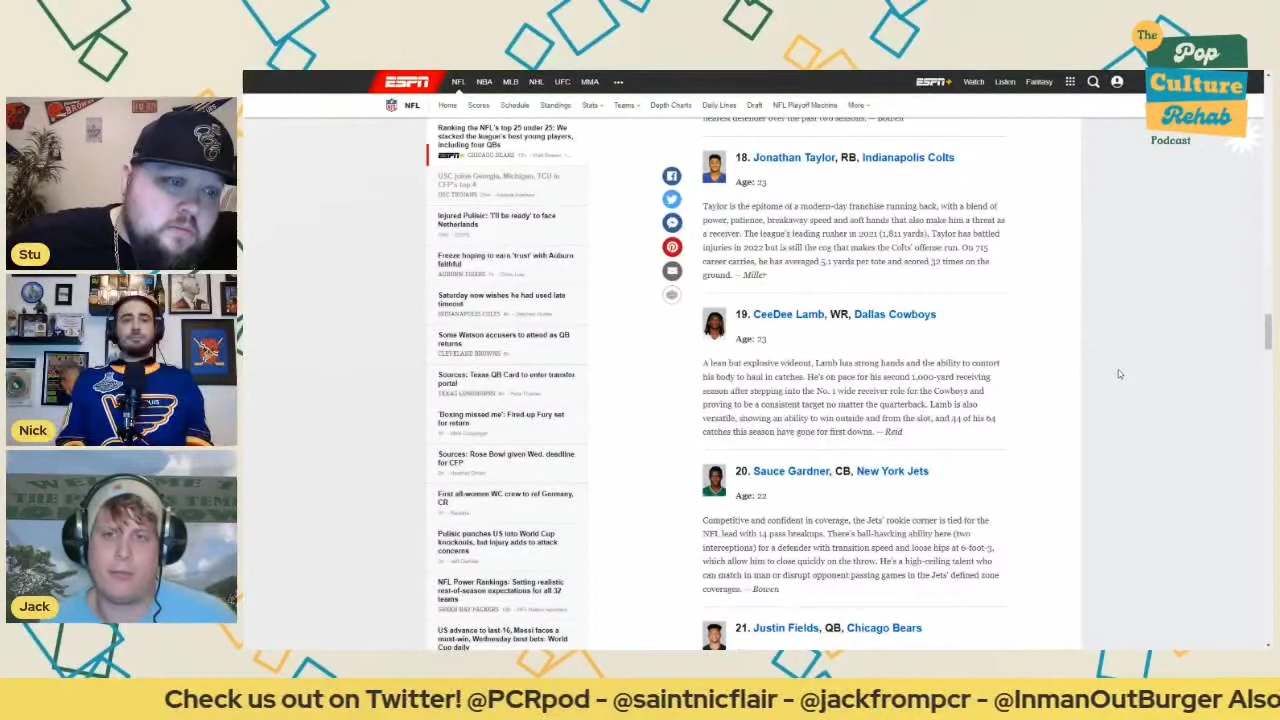 The
Pop
Culture
Rehab
Podcast
ESPN
NFL NBA MLB NHL UFC MMA •••
ESPN+ Watch Listen Fantasy
NFL
Home Scores Schedule Standings Stats Teams Depth Charts Daily Lines Draft NFL Playoff Machine More
Stu
Nick
Jack
Ranking the NFL's top 25 under 25: We
stacked the league's best young players,
including four QBs
ESPN+ CHICAGO BEARS
USC joins Georgia, Michigan, TCU in
CFP's top 4
USC TROJANS
Injured Pulisic: 'I'll be ready' to face
Netherlands
Freeze hoping to earn 'trust' with Auburn
faithful
AUBURN TIGERS
Saturday now wishes he had used late
timeout
INDIANAPOLIS COLTS
Some Watson accusers to attend as QB
returns
CLEVELAND BROWNS
Sources: Texas QB Card to enter transfer
portal
TEXAS LONGHORNS
'Boxing missed me': Fired-up Fury set
for return
Sources: Rose Bowl given Wed. deadline
for CFP
First all-women WC crew to ref Germany,
CR
Pulisic punches US into World Cup
knockouts, but injury adds to attack
concerns
NFL Power Rankings: Setting realistic
rest-of-season expectations for all 32
teams
GREEN BAY PACKERS
US advance to last-16, Messi faces a
must-win, Wednesday best bets: World
Cup daily
nearest defender over the past two seasons. — Bowen
18. Jonathan Taylor, RB, Indianapolis Colts
Age: 23
Taylor is the epitome of a modern-day franchise running back, with a blend of
power, patience, breakaway speed and soft hands that also make him a threat as
a receiver. The league's leading rusher in 2021 (1,811 yards), Taylor has battled
injuries in 2022 but is still the cog that makes the Colts' offense run. On 715
career carries, he has averaged 5.1 yards per tote and scored 32 times on the
ground. — Miller
19. CeeDee Lamb, WR, Dallas Cowboys
Age: 23
A lean but explosive wideout, Lamb has strong hands and the ability to contort
his body to haul in catches. He's on pace for his second 1,000-yard receiving
season after stepping into the No. 1 wide receiver role for the Cowboys and
proving to be a consistent target no matter the quarterback. Lamb is also
versatile, showing an ability to win outside and from the slot, and 44 of his 64
catches this season have gone for first downs. — Reid
20. Sauce Gardner, CB, New York Jets
Age: 22
Competitive and confident in coverage, the Jets' rookie corner is tied for the
NFL lead with 14 pass breakups. There's ball-hawking ability here (two
interceptions) for a defender with transition speed and loose hips at 6-foot-3,
which allow him to close quickly on the throw. He's a high-ceiling talent who
can match in man or disrupt opponent passing games in the Jets' defined zone
coverages. — Bowen
21. Justin Fields, QB, Chicago Bears
Check us out on Twitter! @PCRpod - @saintnicflair - @jackfrompcr - @InmanOutBurger Also